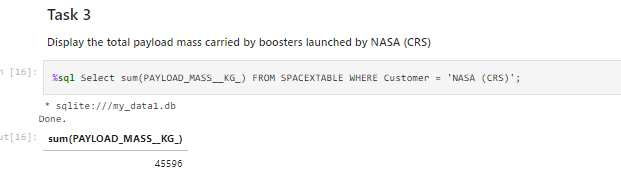 Task 3
Display the total payload mass carried by boosters launched by NASA (CRS)
n [16]: %sql Select sum(PAYLOAD_MASS__KG_) FROM SPACEXTABLE WHERE Customer = 'NASA (CRS)';
* sqlite:///my_data1.db
Done.
ut[16]: sum(PAYLOAD_MASS__KG_)
45596